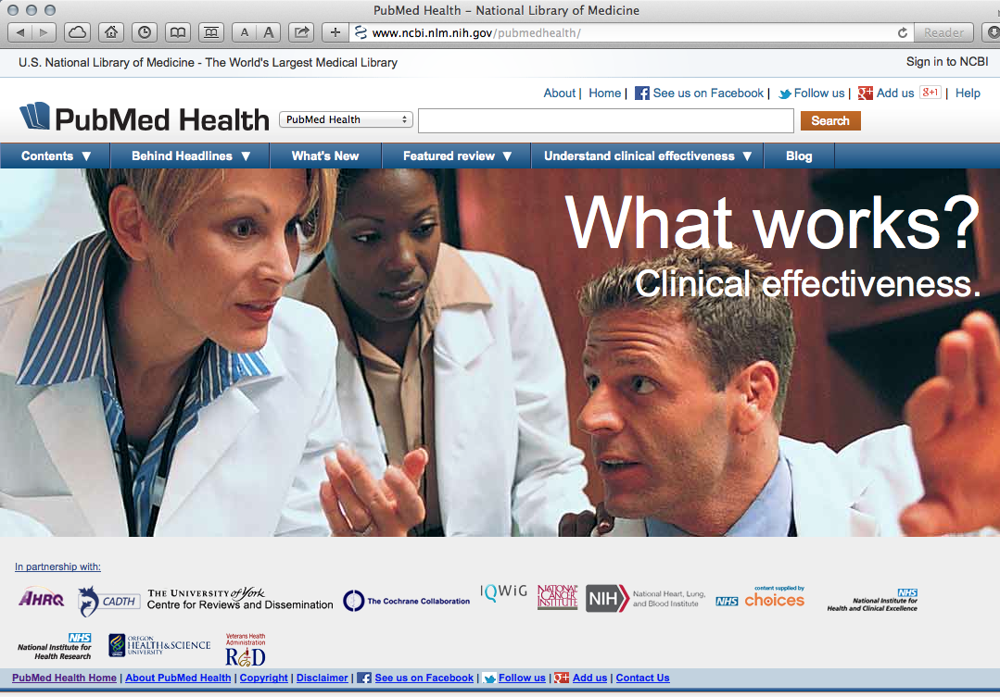 PubMed Health – National Library of Medicine
A A + www.ncbi.nlm.nih.gov/pubmedhealth/ Reader
U.S. National Library of Medicine - The World's Largest Medical Library Sign in to NCBI
About | Home | See us on Facebook | Follow us | Add us +1 | Help
PubMed Health PubMed Health Search
Contents ▼ Behind Headlines ▼ What's New Featured review ▼ Understand clinical effectiveness ▼ Blog
What works?
Clinical effectiveness.
In partnership with:
AHRQ
CADTH
THE UNIVERSITY of York
Centre for Reviews and Dissemination
The Cochrane Collaboration
IQWiG
NATIONAL
CANCER
INSTITUTE
NIH National Heart, Lung,
and Blood Institute
content supplied by
NHS choices
NHS
National Institute for
Health and Clinical Excellence
NHS
National Institute for
Health Research
OREGON
HEALTH & SCIENCE
UNIVERSITY
Veterans Health
Administration
R&D
PubMed Health Home | About PubMed Health | Copyright | Disclaimer | See us on Facebook | Follow us | Add us | Contact Us